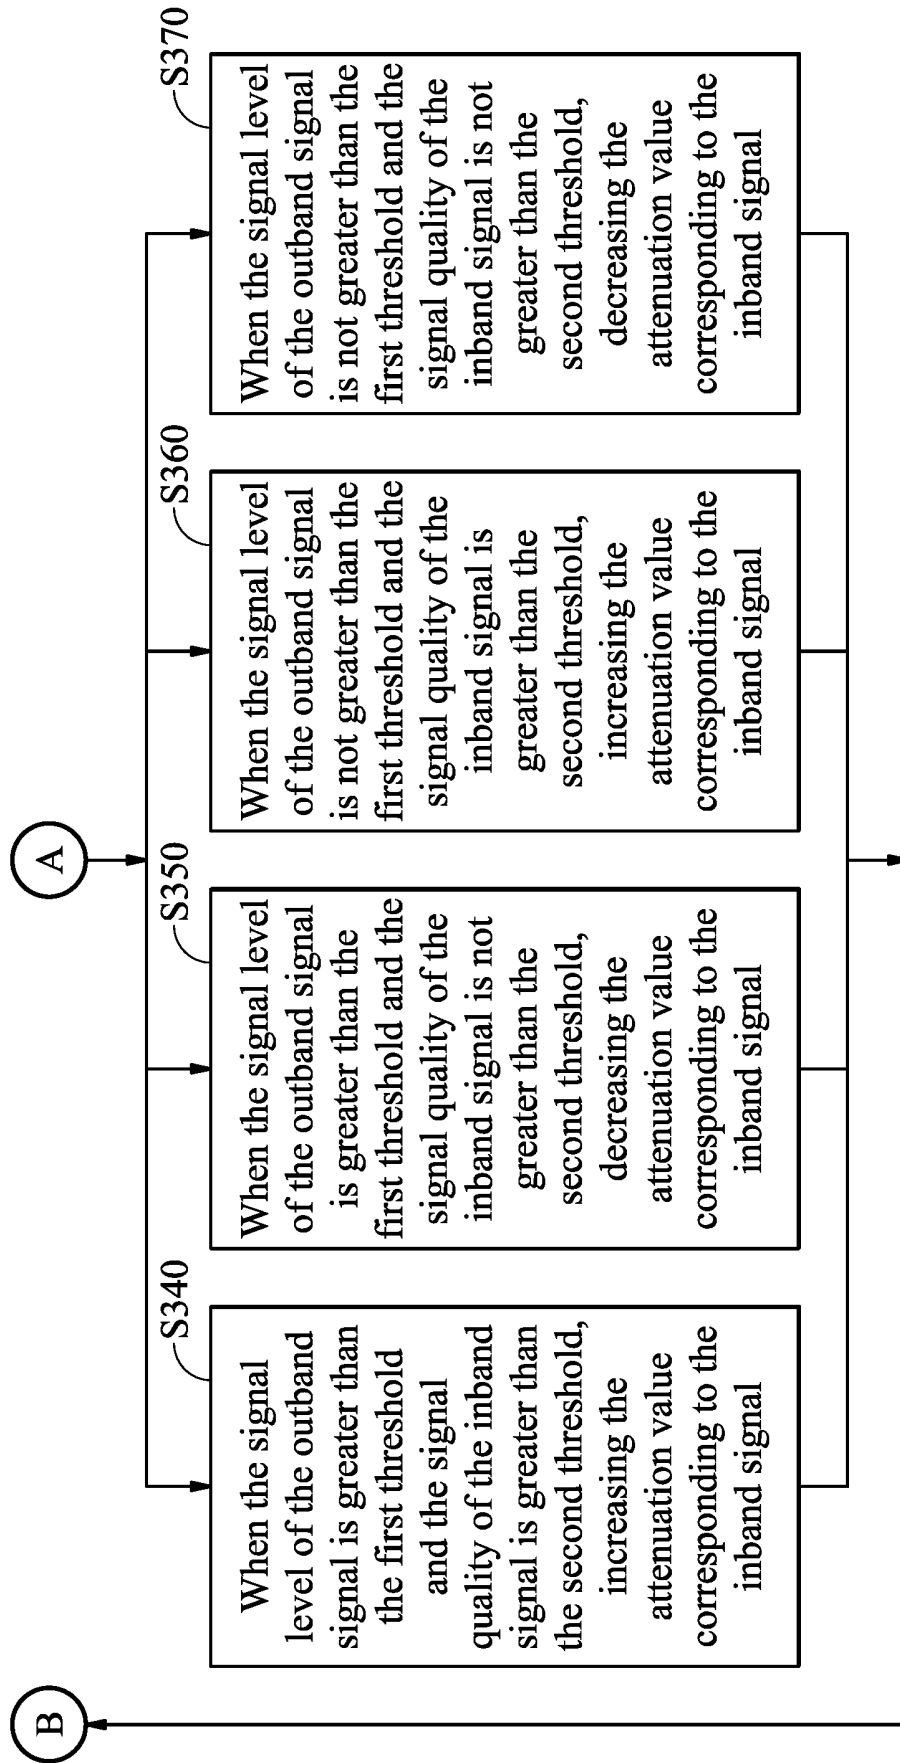 B
A
S340
When the signal
level of the outband
signal is greater than
the first threshold
and the signal
quality of the inband
signal is greater than
the second threshold,
increasing the
attenuation value
corresponding to the
inband signal
S350
When the signal level
of the outband signal
is greater than the
first threshold and the
signal quality of the
inband signal is not
greater than the
second threshold,
decreasing the
attenuation value
corresponding to the
inband signal
S360
When the signal level
of the outband signal
is not greater than the
first threshold and the
signal quality of the
inband signal is
greater than the
second threshold,
increasing the
attenuation value
corresponding to the
inband signal
S370
When the signal level
of the outband signal
is not greater than the
first threshold and the
signal quality of the
inband signal is not
greater than the
second threshold,
decreasing the
attenuation value
corresponding to the
inband signal